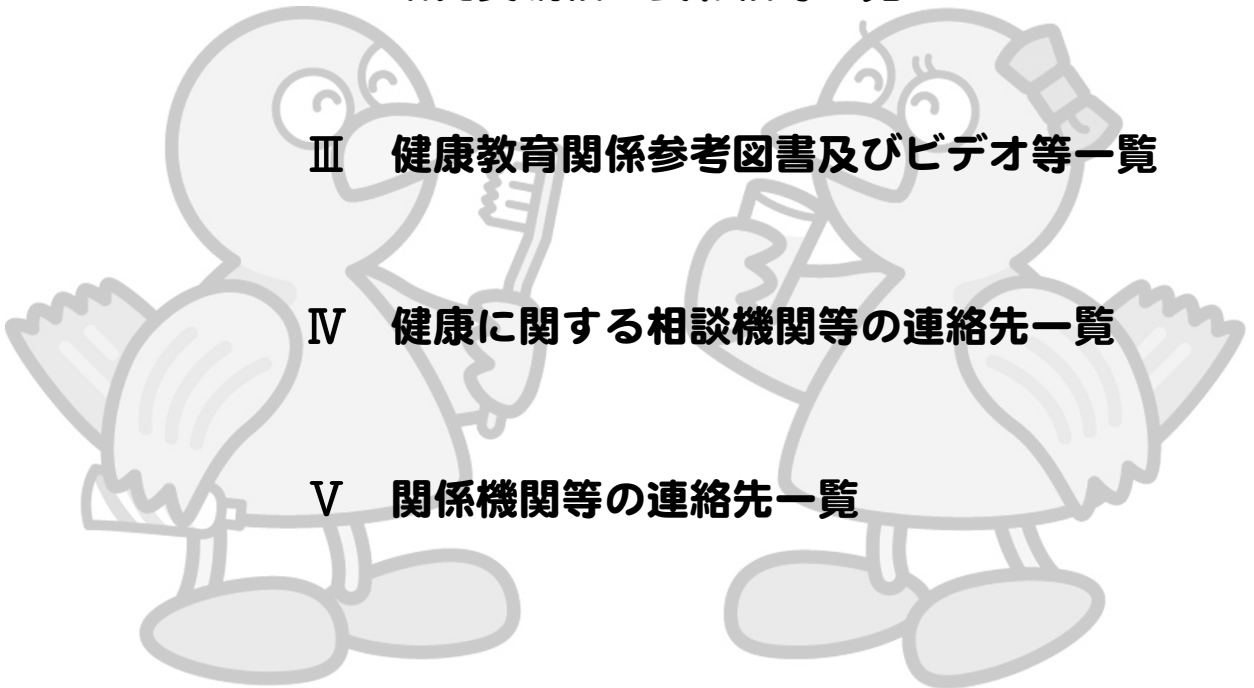 Ⅲ　健康教育関係参考図書及びビデオ等一覧
Ⅳ　健康に関する相談機関等の連絡先一覧
Ⅴ　関係機関等の連絡先一覧